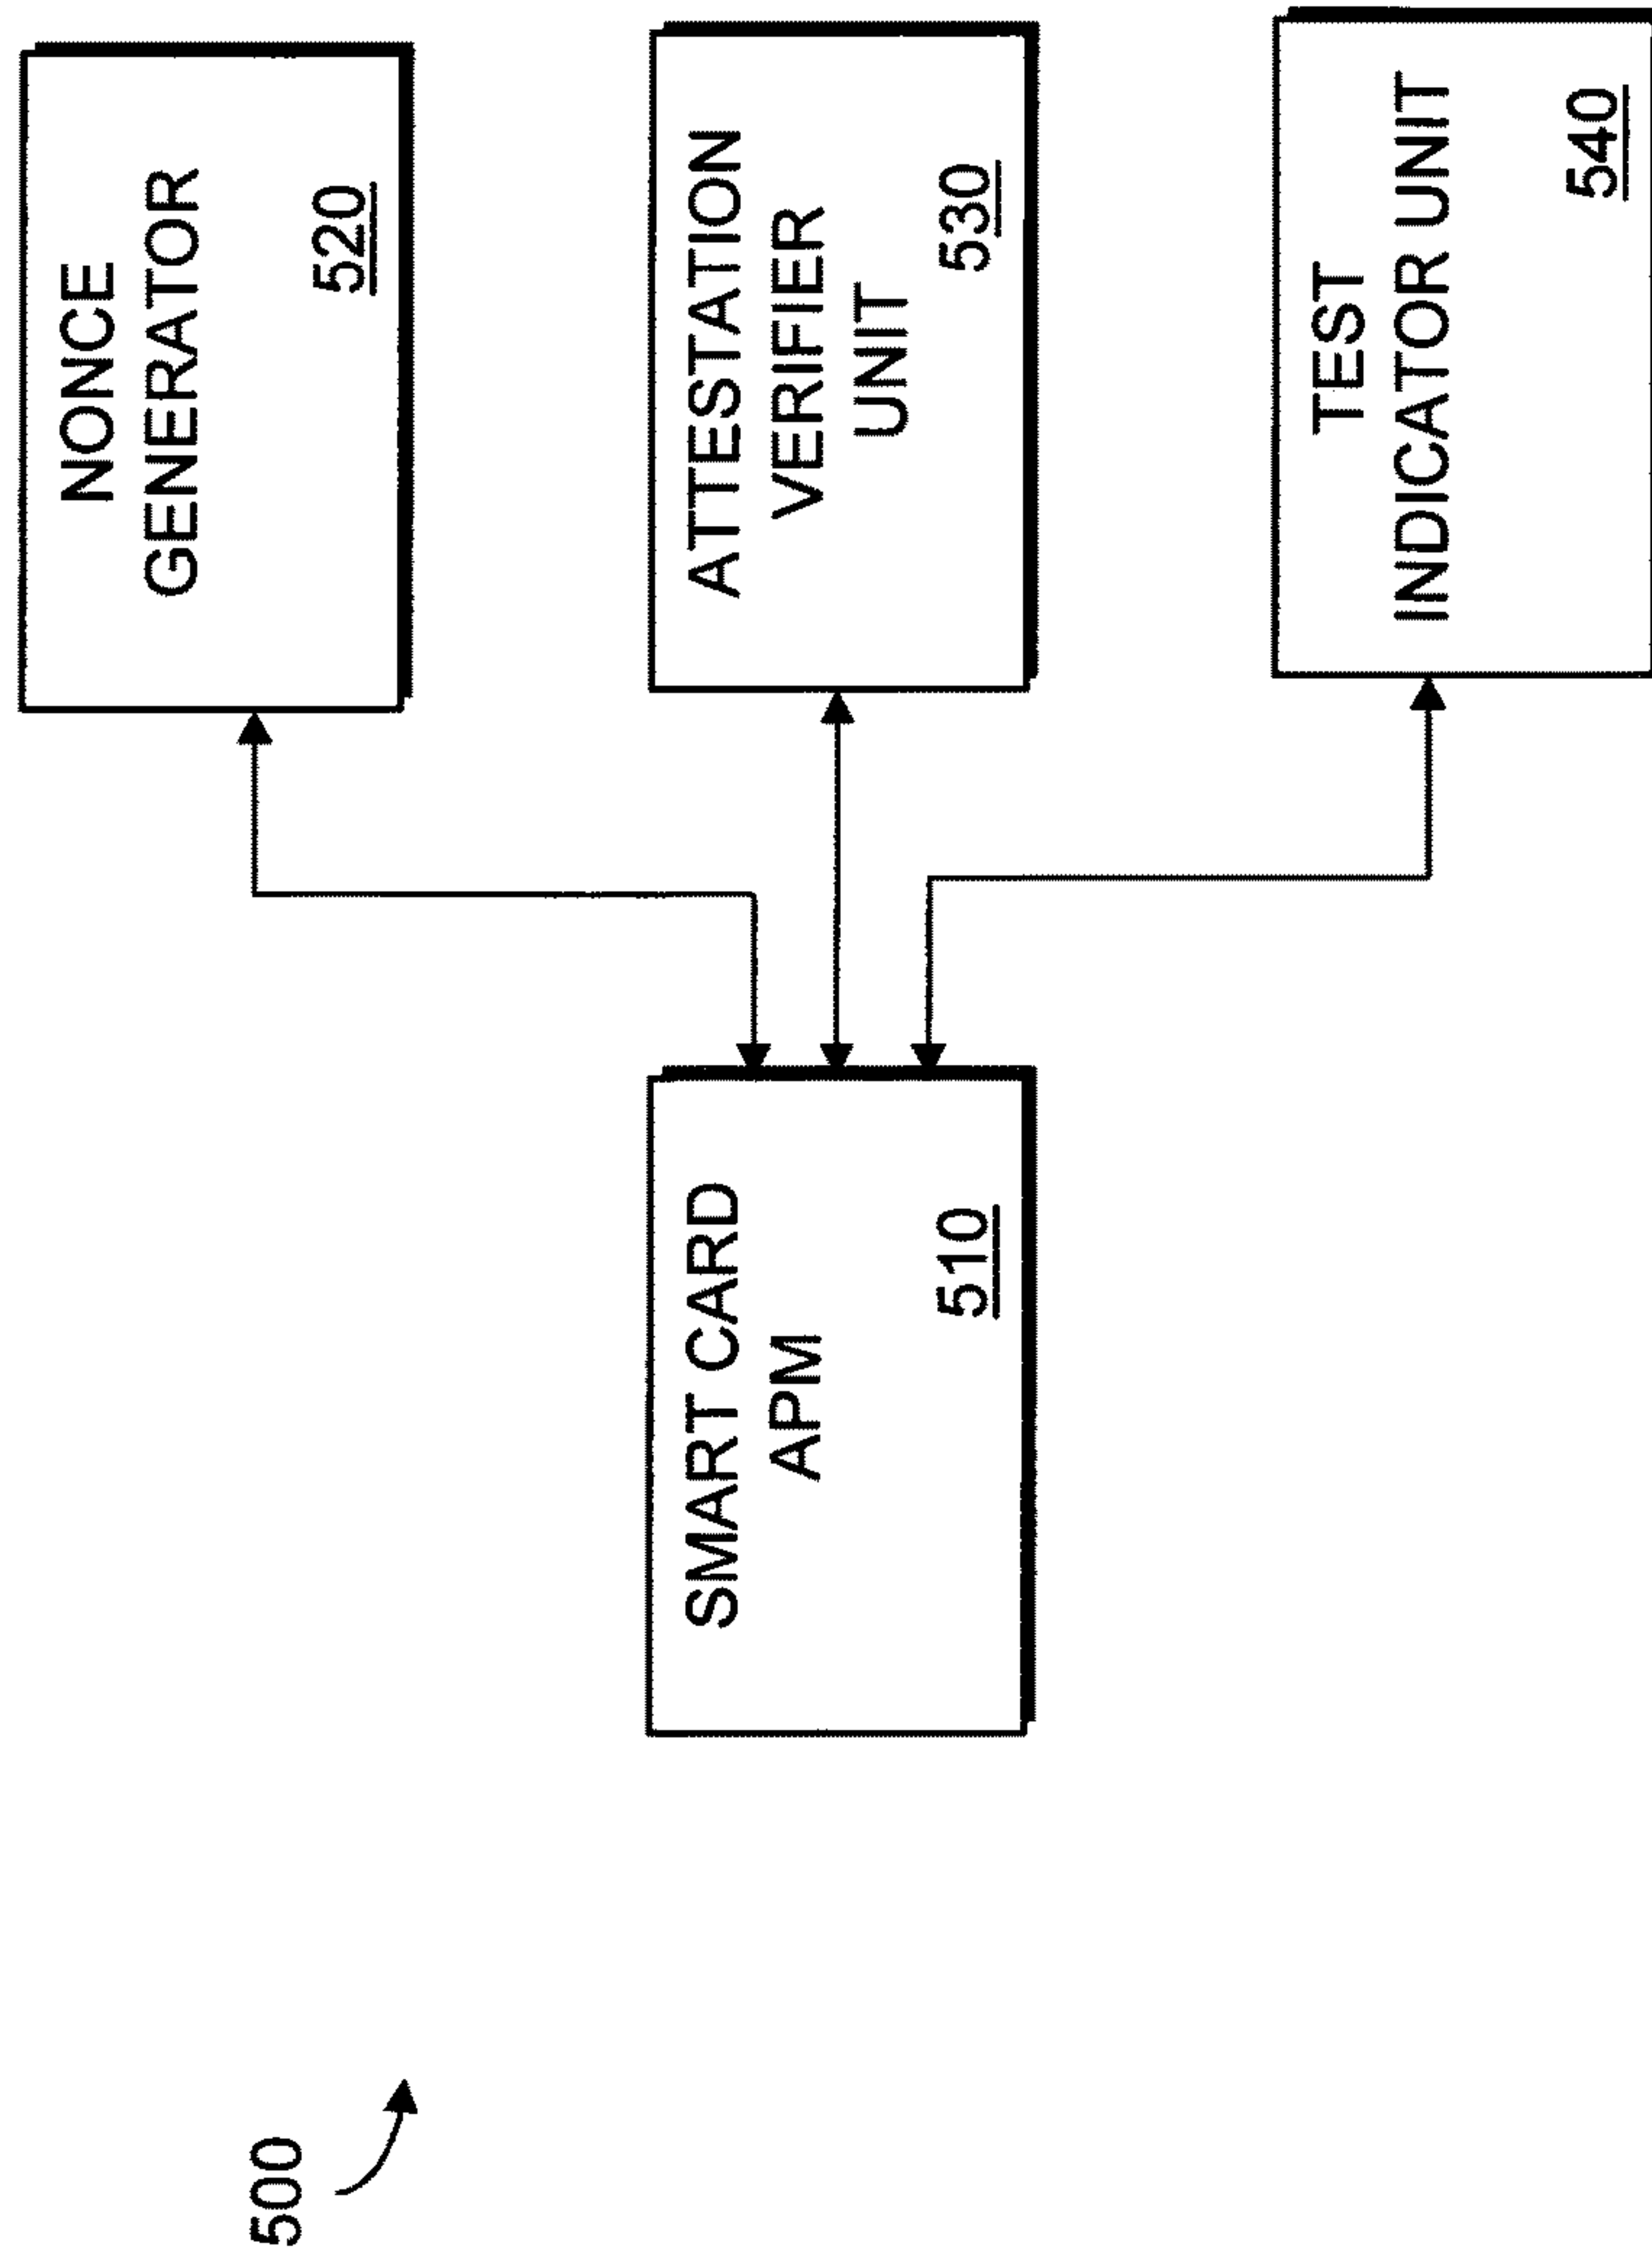 500
SMART CARD
APM
510
NONCE
GENERATOR
520
ATTESTATION
VERIFIER
UNIT
530
TEST
INDICATOR UNIT
540